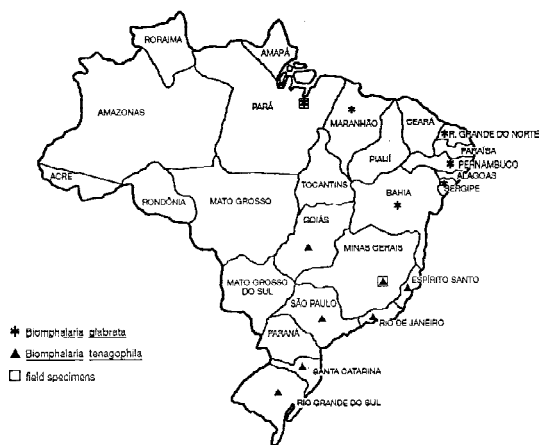 RORAIMA
AMAPÁ
AMAZONAS
PARÁ
MARANHÃO
CEARÁ
R. GRANDE DO NORTE
PARAÍBA
PERNAMBUCO
ALAGOAS
SERGIPE
PIAUÍ
ACRE
RONDÔNIA
MATO GROSSO
TOCANTINS
BAHIA
GOIÁS
MINAS GERAIS
ESPÍRITO SANTO
MATO GROSSO
DO SUL
SÃO PAULO
RIO DE JANEIRO
PARANÁ
SANTA CATARINA
RIO GRANDE DO SUL
Biomphalaria glabrata
Biomphalaria tenagophila
field specimens